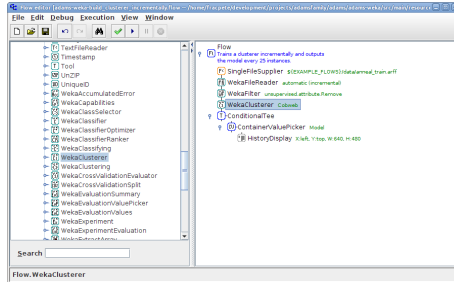 Flow editor [adams-weka-build_clusterer_incrementally.flow -- /home/fracpete/development/projects/adams/family/adams/adams-weka/src/main/
File Edit Debug Execution View Window
TextFileReader
Timestamp
Tool
UnZIP
UniqueID
WekaAccumulatedError
WekaCapabilities
WekaClassSelector
WekaClassifier
WekaClassifierOptimizer
WekaClassifierRanker
WekaClassifying
WekaClusterer
WekaClustering
WekaCrossValidationEvaluator
WekaCrossValidationSplit
WekaEvaluationSummary
WekaEvaluationValuePicker
WekaEvaluationValues
WekaExperiment
WekaExperimentEvaluation
WekaExtractArray
Search
Flow
Trains a clusterer incrementally and outputs
the model every 25 instances.
SingleFileSupplier ${EXAMPLE_FLOWS}/data/anneal_train.arff
WekaFileReader automatic (incremental)
WekaFilter unsupervised.attribute.Remove
WekaClusterer Cobweb
ConditionalTee
ContainerValuePicker Model
HistoryDisplay X:left, Y:top, W:640, H:480
Flow.WekaClusterer